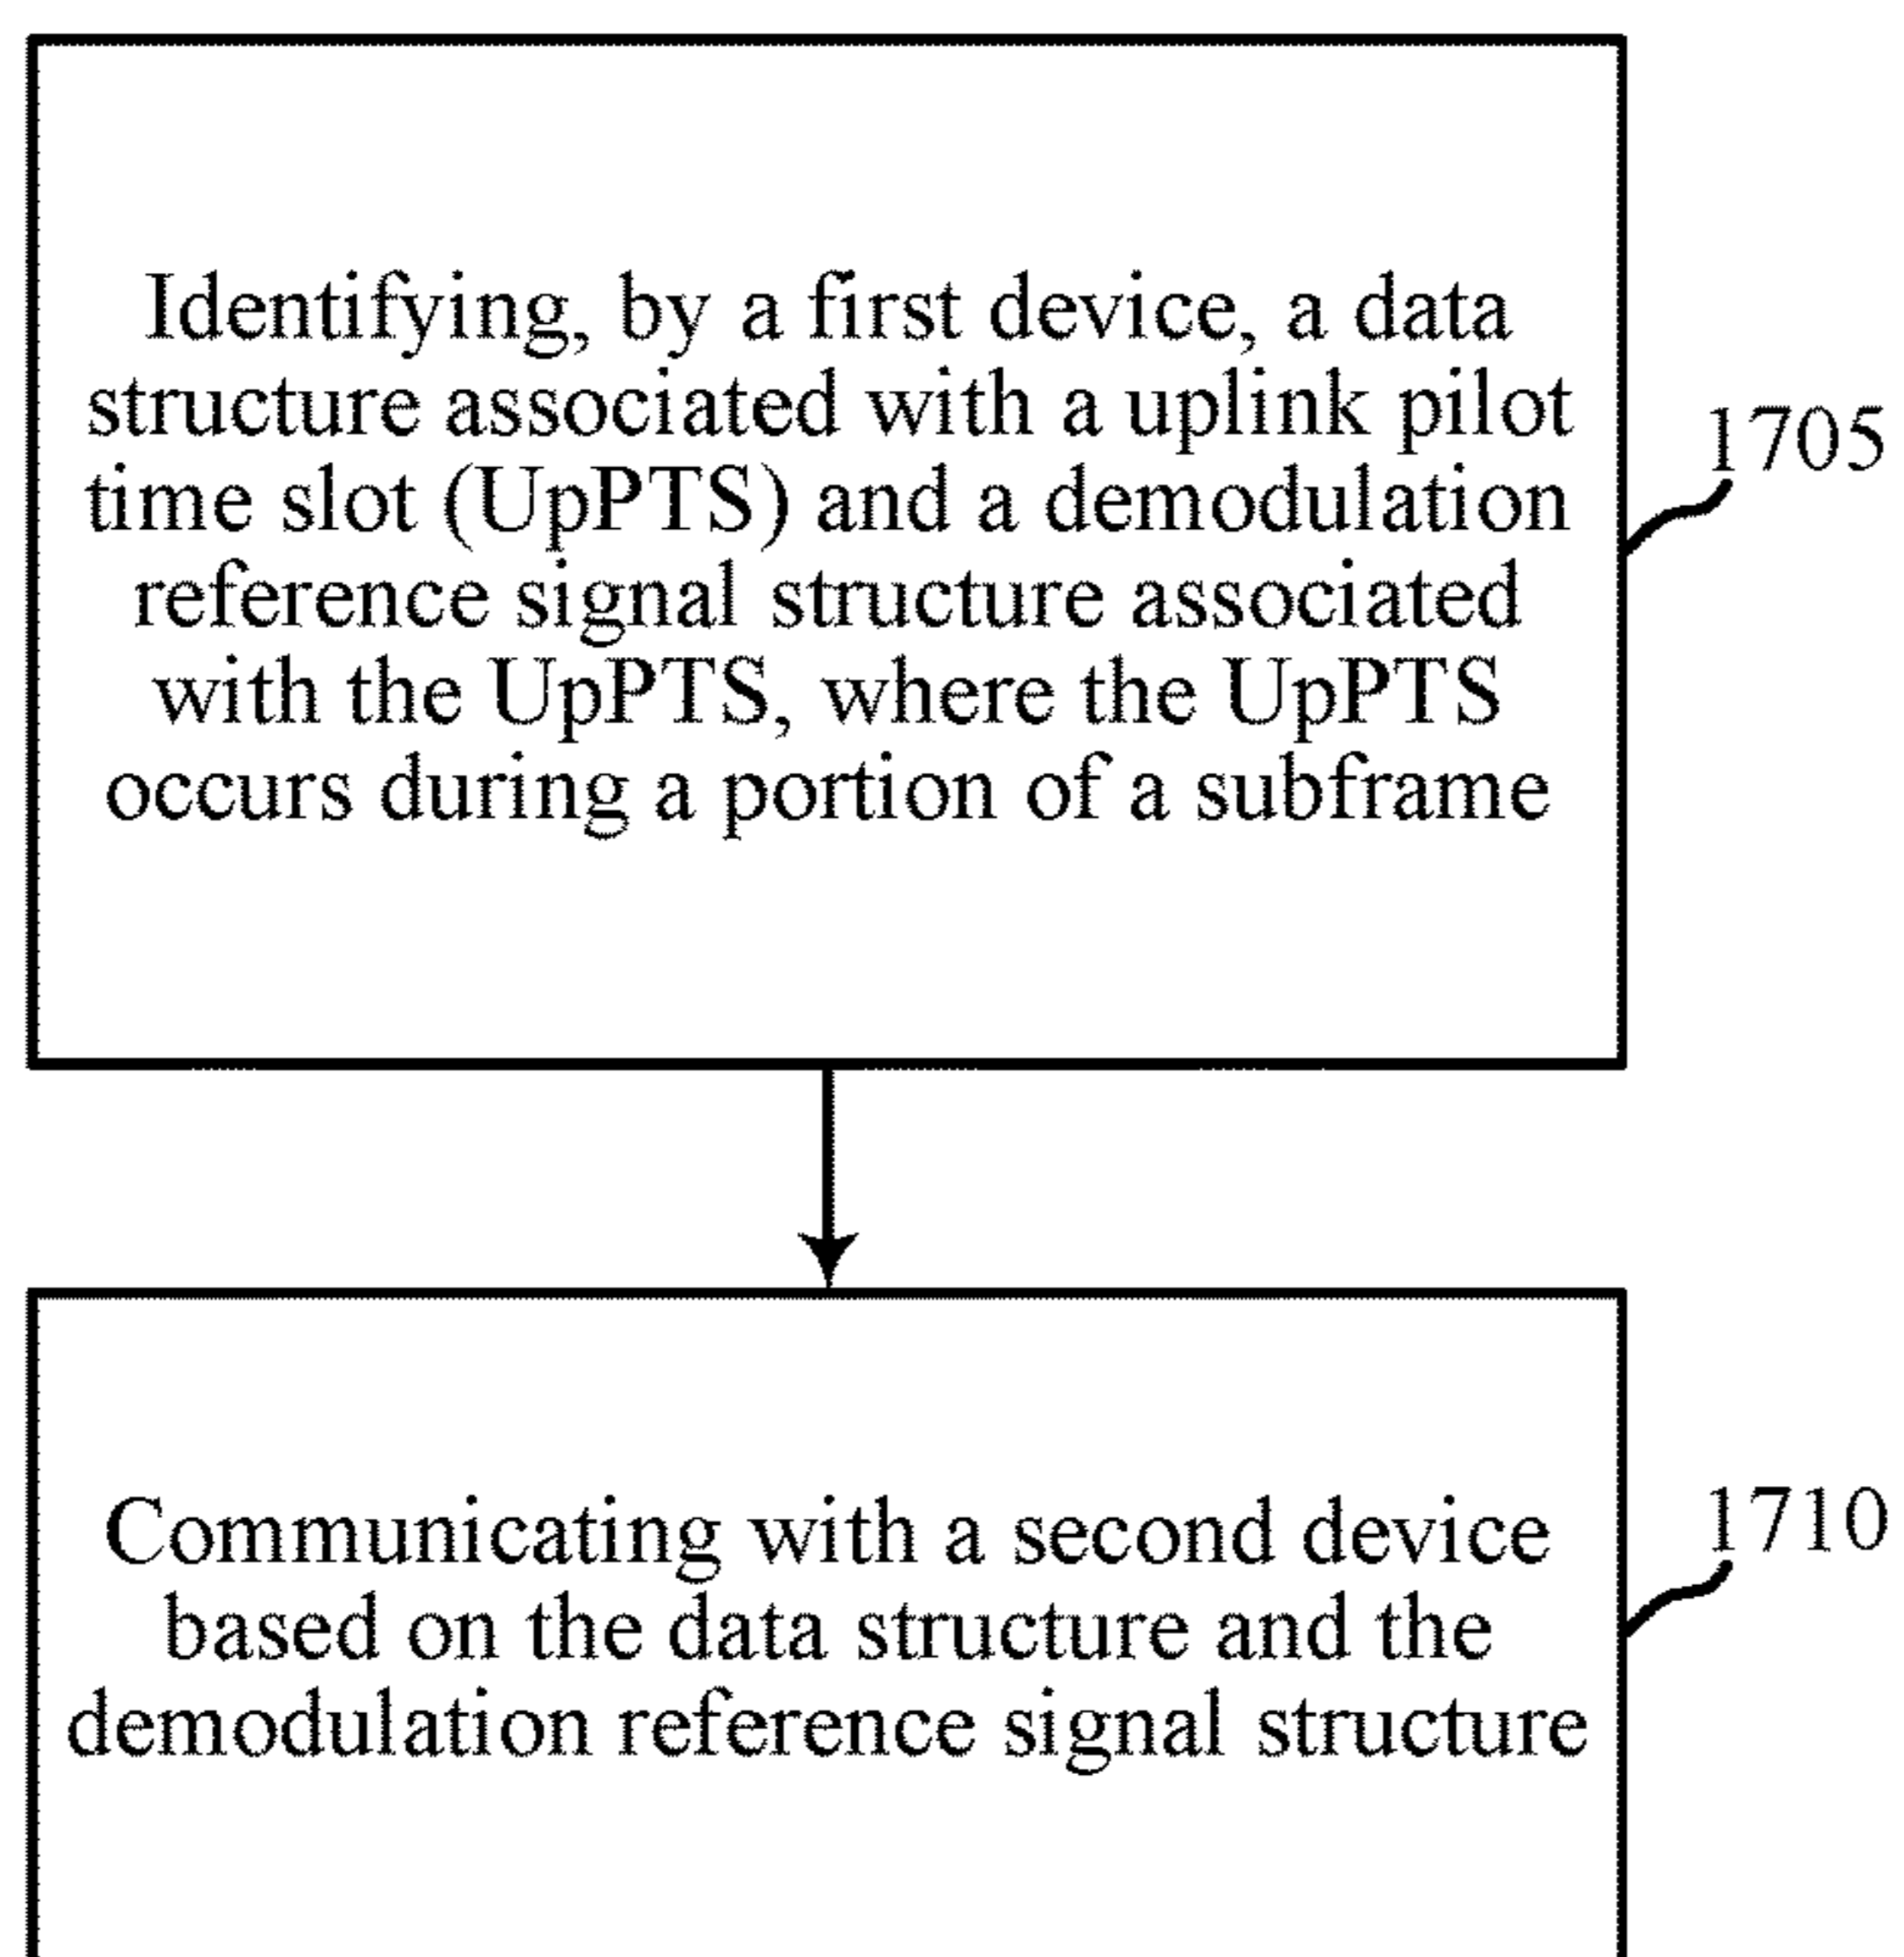 Identifying, by a first device, a data
structure associated with a uplink pilot
time slot (UpPTS) and a demodulation
reference signal structure associated
with the UpPTS, where the UpPTS
occurs during a portion of a subframe
1705
Communicating with a second device
based on the data structure and the
demodulation reference signal structure
1710